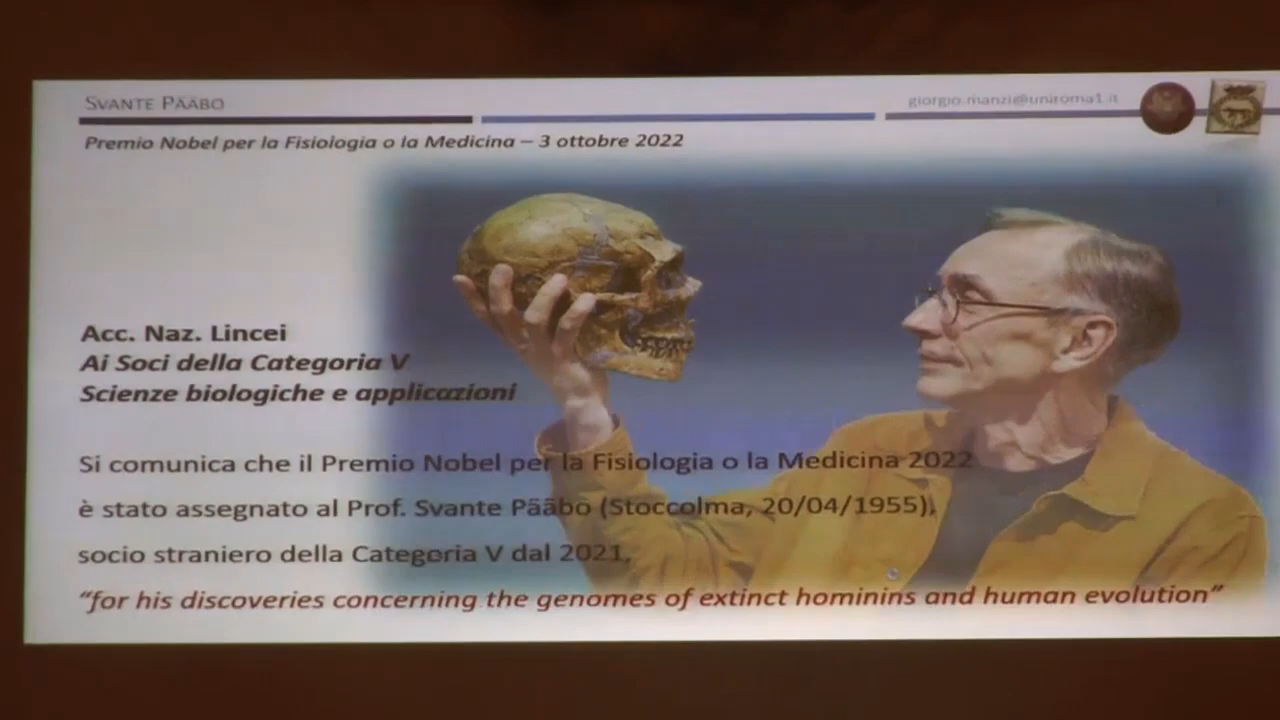 SVANTE PÄÄBO
giorgio.manzi@uniroma1.it
Premio Nobel per la Fisiologia o la Medicina – 3 ottobre 2022
Acc. Naz. Lincei
Ai Soci della Categoria V
Scienze biologiche e applicazioni
Si comunica che il Premio Nobel per la Fisiologia o la Medicina 2022
è stato assegnato al Prof. Svante Pääbo (Stoccolma, 20/04/1955),
socio straniero della Categoria V dal 2021,
“for his discoveries concerning the genomes of extinct hominins and human evolution”